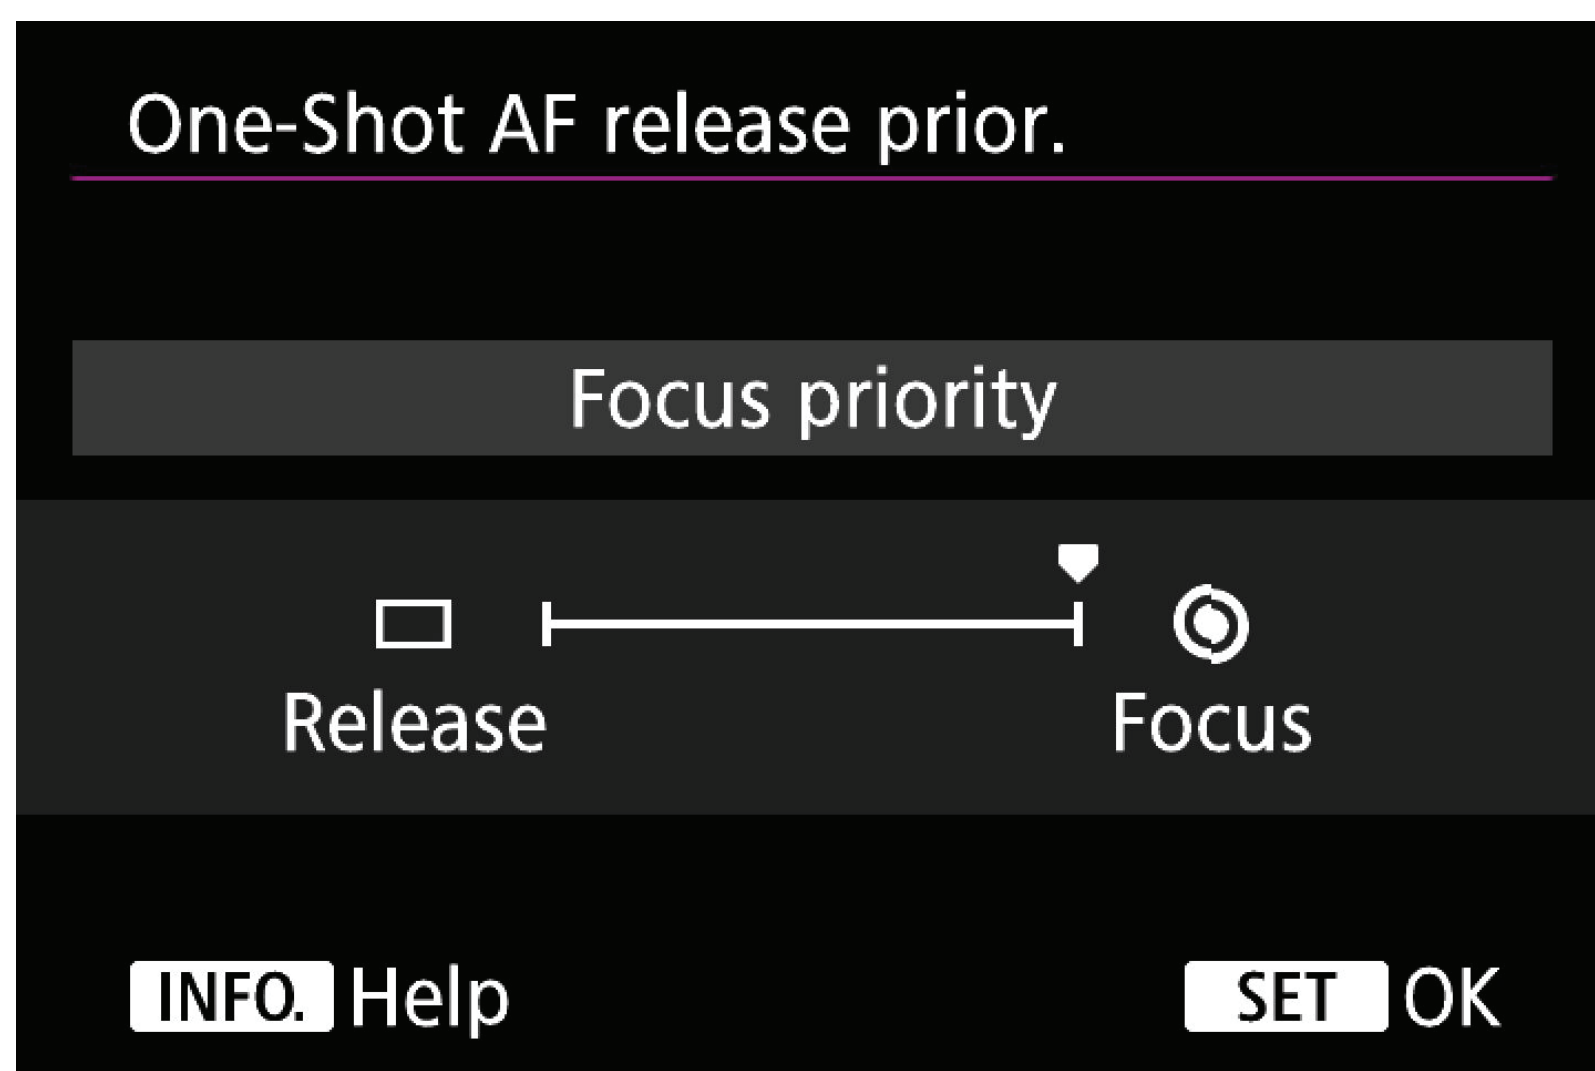 One-Shot AF release prior.
Focus priority
Release Focus
INFO. Help SET OK